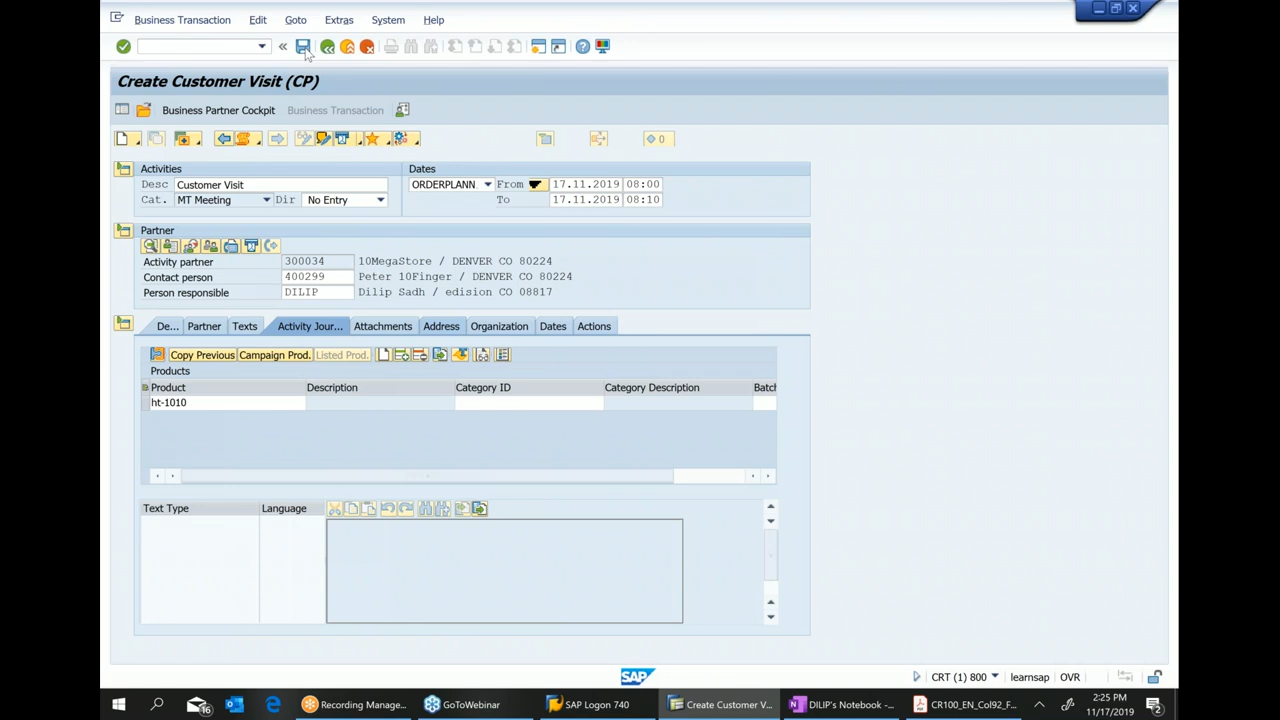 Business Transaction Edit Goto Extras System Help
Create Customer Visit (CP)
Business Partner Cockpit Business Transaction
0
Activities Dates
Desc Customer Visit ORDERPLANN From 17.11.2019 08:00
Cat. MT Meeting Dir No Entry To 17.11.2019 08:10
Partner
Activity partner 300034 10MegaStore / DENVER CO 80224
Contact person 400299 Peter 10Finger / DENVER CO 80224
Person responsible DILIP Dilip Sadh / edision CO 08817
De... Partner Texts Activity Jour... Attachments Address Organization Dates Actions
Copy Previous Campaign Prod. Listed Prod.
Products
Product Description Category ID Category Description Batch
ht-1010
Text Type Language
SAP CRT (1) 800 learnsap OVR
Recording Manage... GoToWebinar SAP Logon 740 Create Customer V... DILIP's Notebook -... CR100_EN_Col92_F... 2:25 PM
11/17/2019